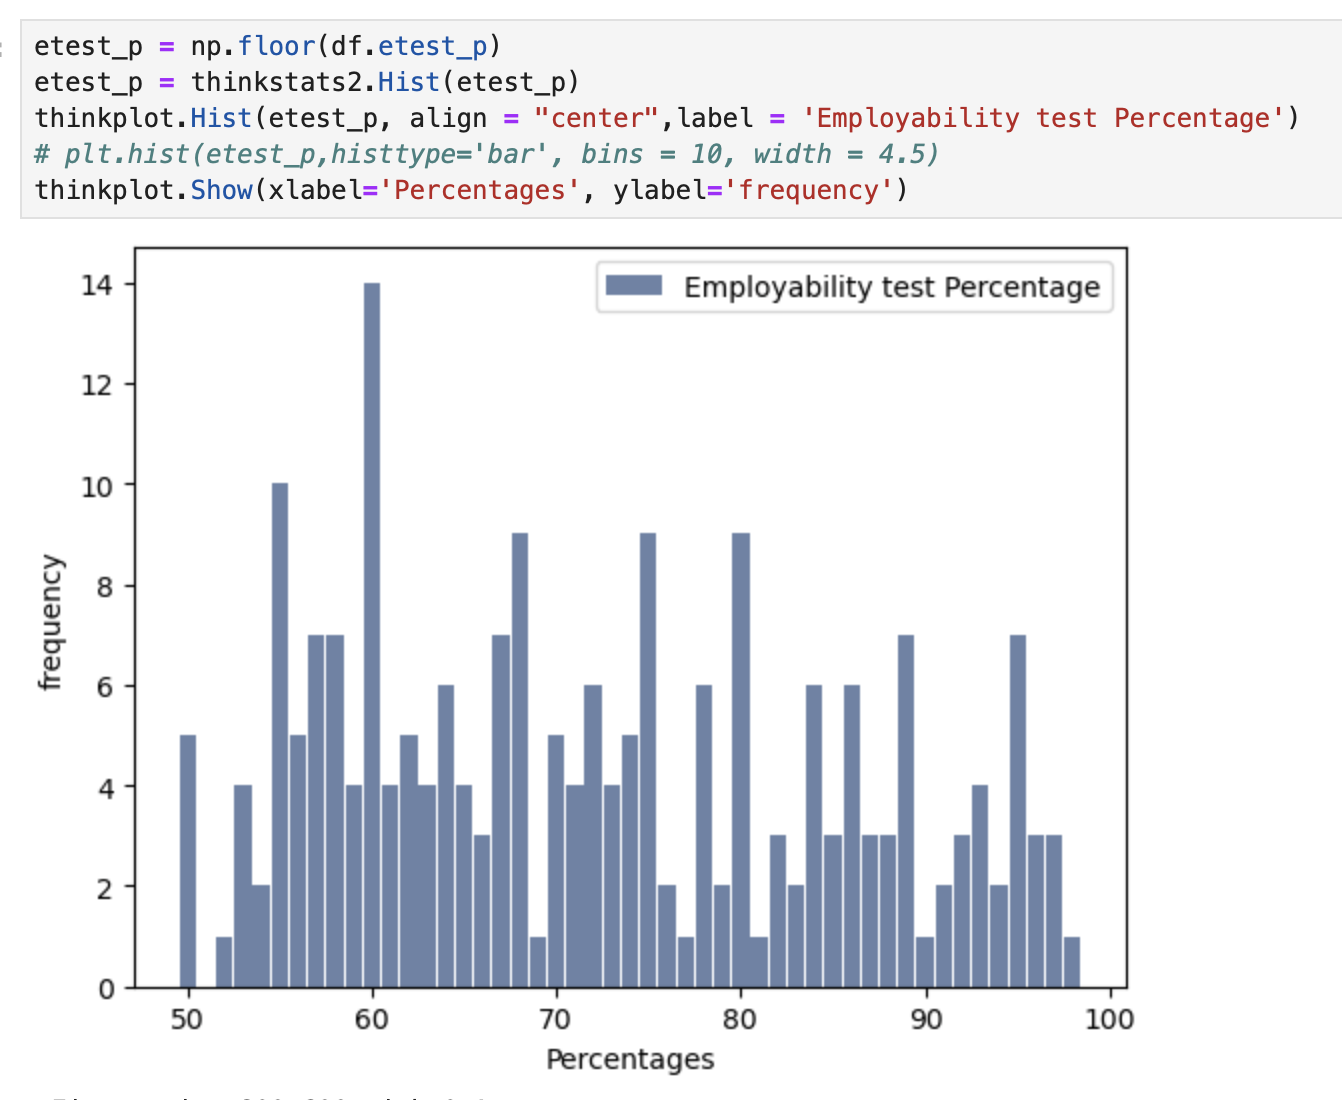 etest_p = np.floor(df.etest_p)
etest_p = thinkstats2.Hist(etest_p)
thinkplot.Hist(etest_p, align = "center",label = 'Employability test Percentage')
# plt.hist(etest_p,histtype='bar', bins = 10, width = 4.5)
thinkplot.Show(xlabel='Percentages', ylabel='frequency')
Employability test Percentage
14
12
10
8
6
4
2
0
frequency
50 60 70 80 90 100
Percentages